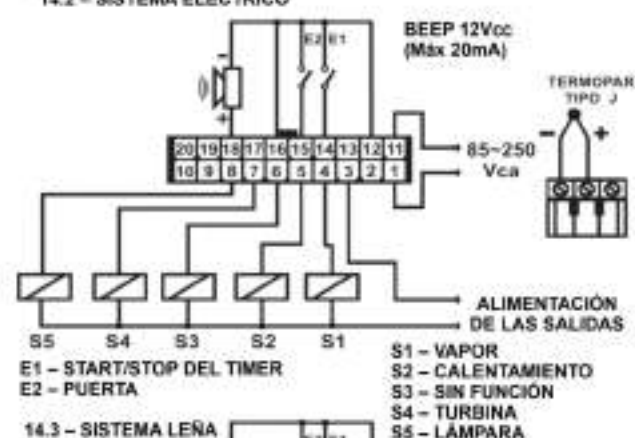 14.2 – SISTEMA ELÉCTRICO
BEEP 12Vcc
(Máx 20mA)
E2 E1
TERMOPAR
TIPO J
- +
-
+
20 19 18 17 16 15 14 13 12 11
10 9 8 7 6 5 4 3 2 1
85~250
Vca
ALIMENTACIÓN
DE LAS SALIDAS
S5 S4 S3 S2 S1
E1 – START/STOP DEL TIMER
E2 – PUERTA
S1 – VAPOR
S2 – CALENTAMIENTO
S3 – SIN FUNCIÓN
S4 – TURBINA
S5 – LÁMPARA
14.3 – SISTEMA LEÑA